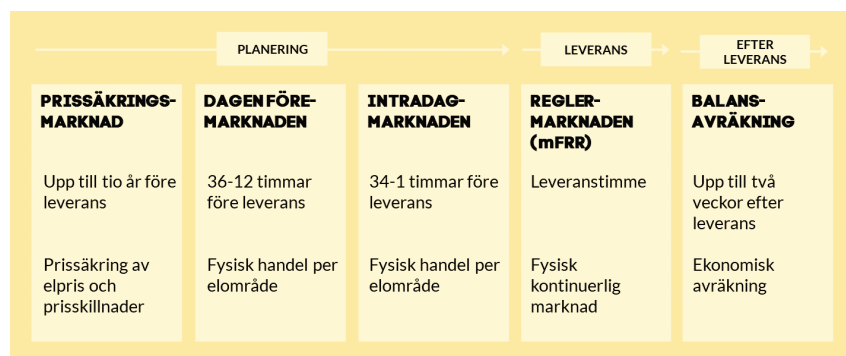 PLANERING
LEVERANS
EFTER
LEVERANS
PRISSÄKRINGS-
MARKNAD
Upp till tio år före
leverans
Prissäkring av
elpris och
prisskillnader
DAGEN FÖRE-
MARKNADEN
36-12 timmar
före leverans
Fysisk handel per
elområde
INTRADAG-
MARKNADEN
34-1 timmar före
leverans
Fysisk handel per
elområde
REGLER-
MARKNADEN
(mFRR)
Leveranstimme
Fysisk
kontinuerlig
marknad
BALANS-
AVRÄKNING
Upp till två
veckor efter
leverans
Ekonomisk
avräkning